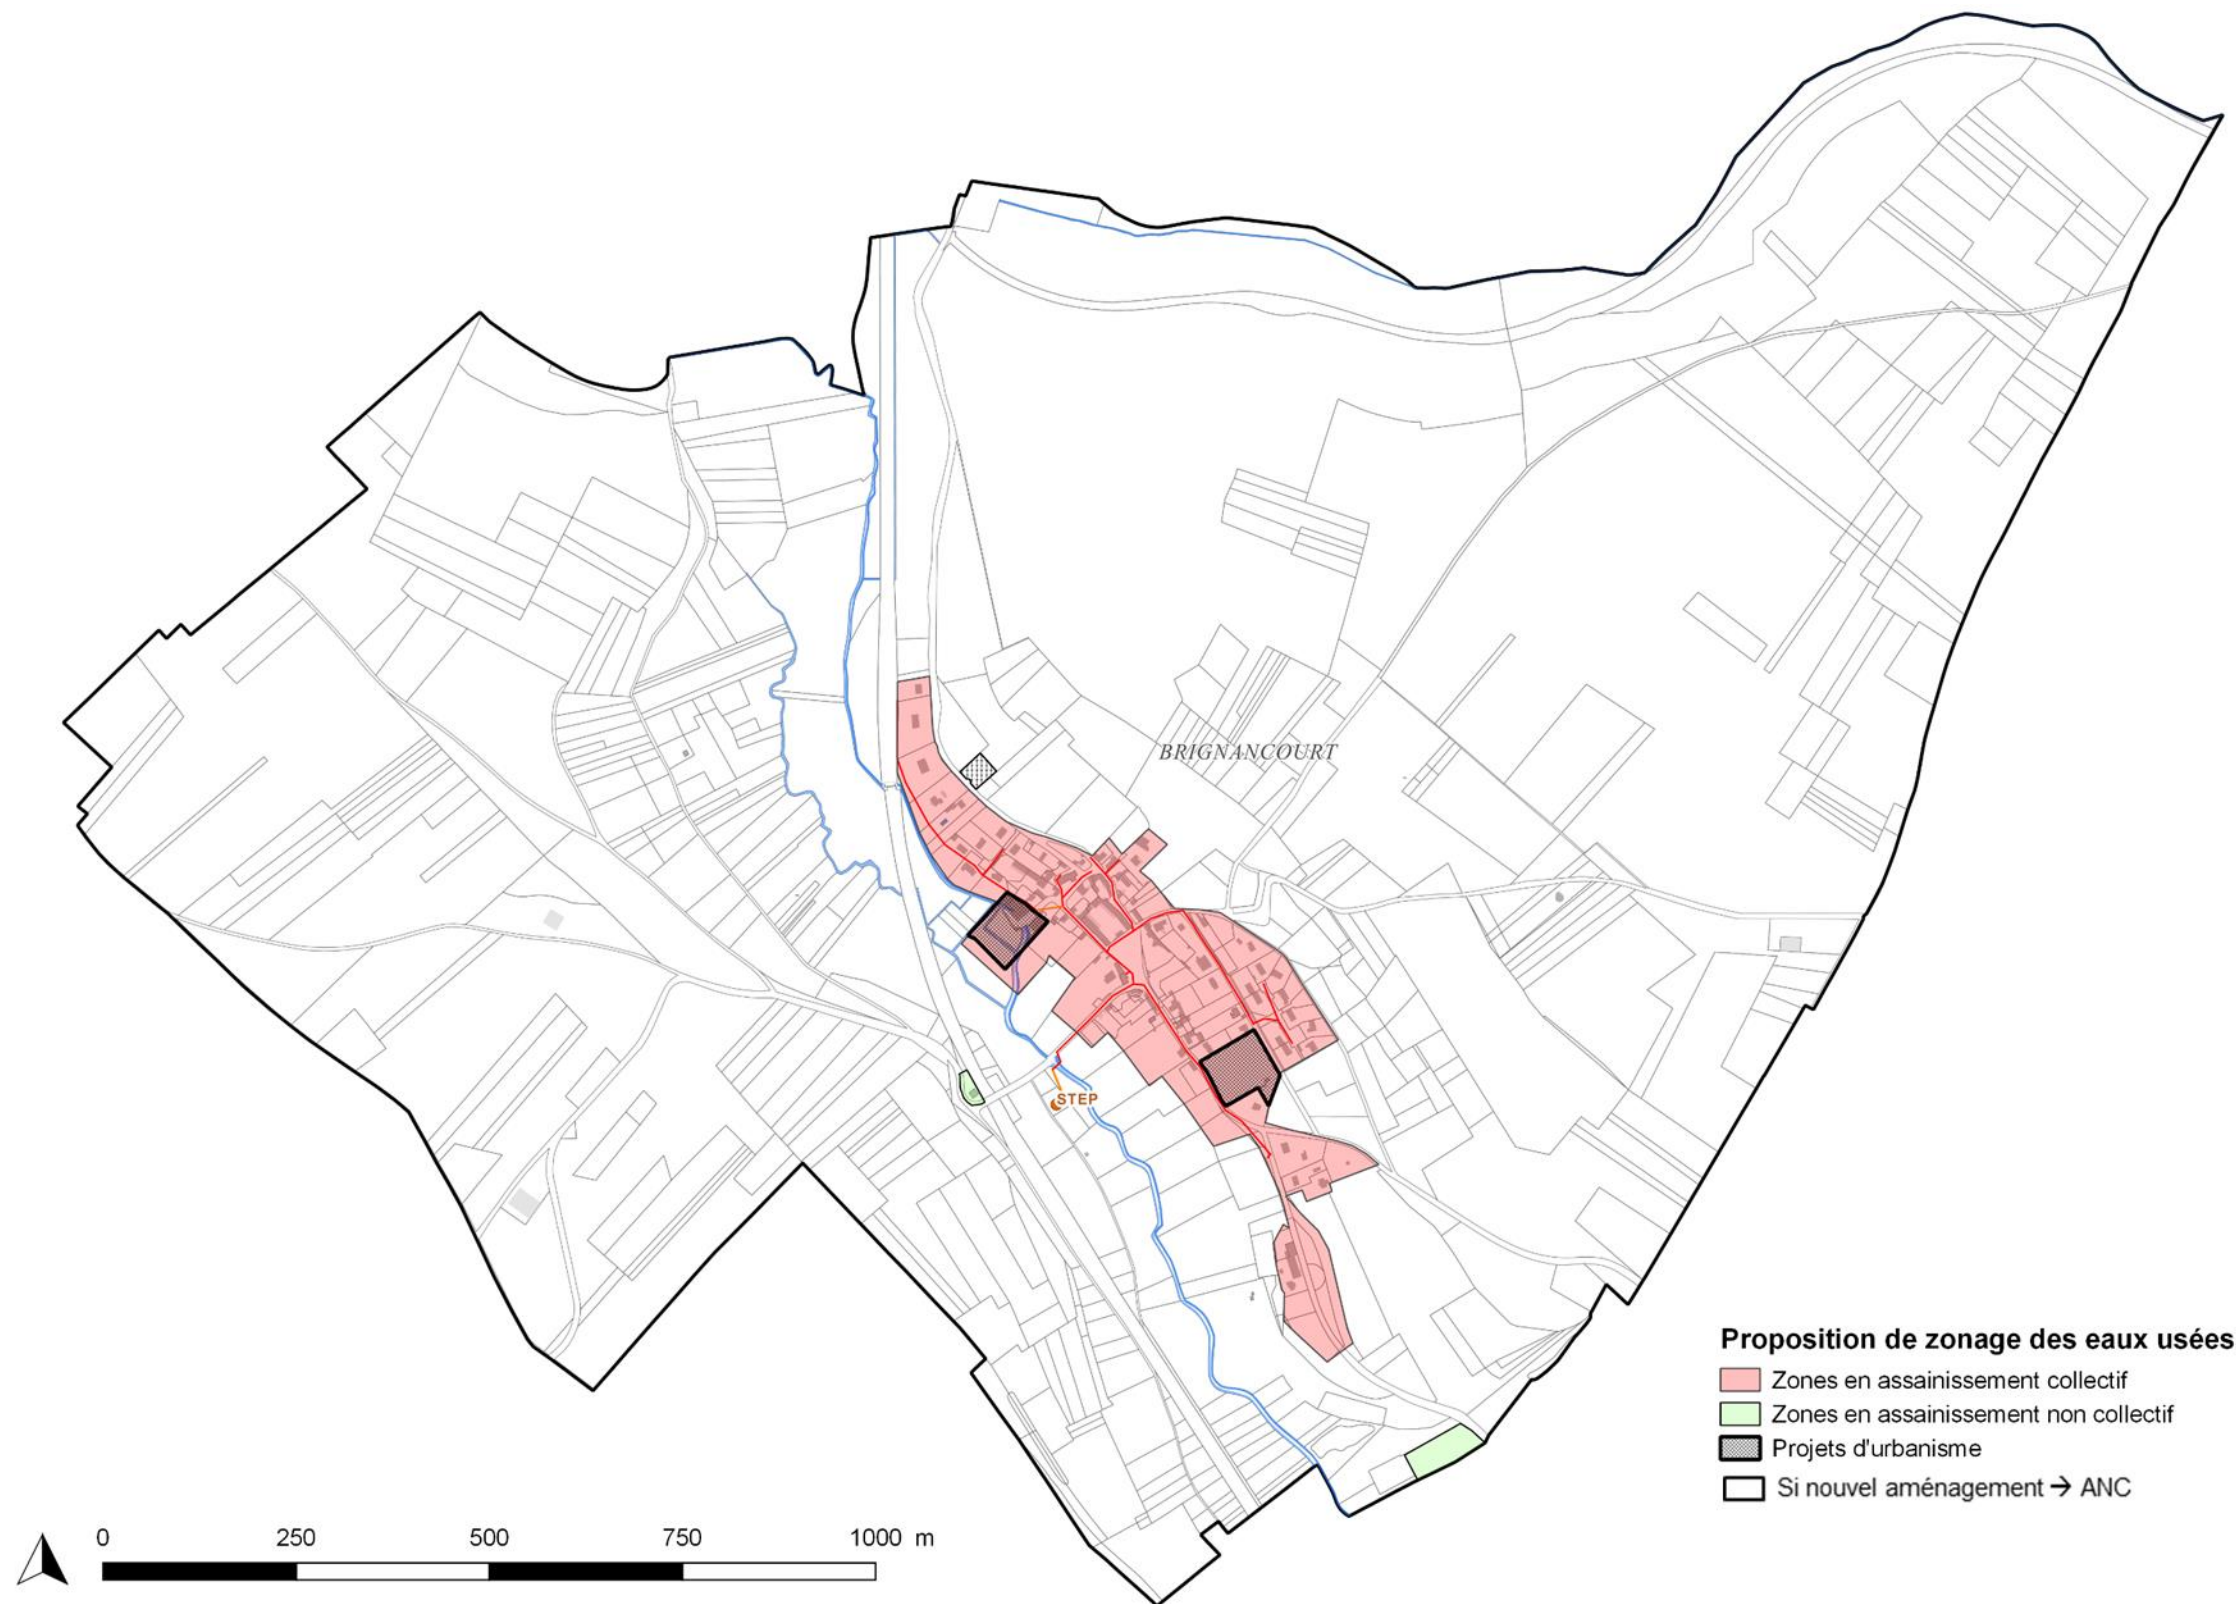 BRIGNANCOURT
STEP
Proposition de zonage des eaux usées
Zones en assainissement collectif
Zones en assainissement non collectif
Projets d'urbanisme
Si nouvel aménagement → ANC
0 250 500 750 1000 m